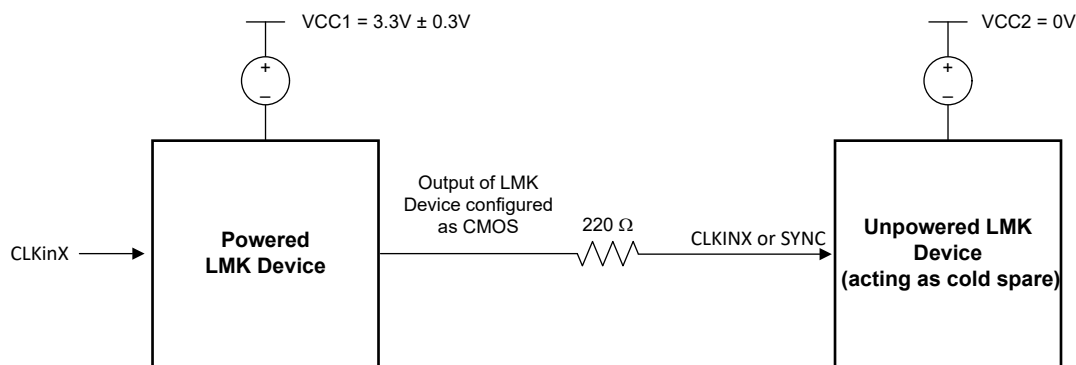 VCC1 = 3.3V ± 0.3V
VCC2 = 0V
+
–
+
–
CLKinX
Powered
LMK Device
Output of LMK
Device configured
as CMOS
220 Ω
CLKINX or SYNC
Unpowered LMK
Device
(acting as cold spare)